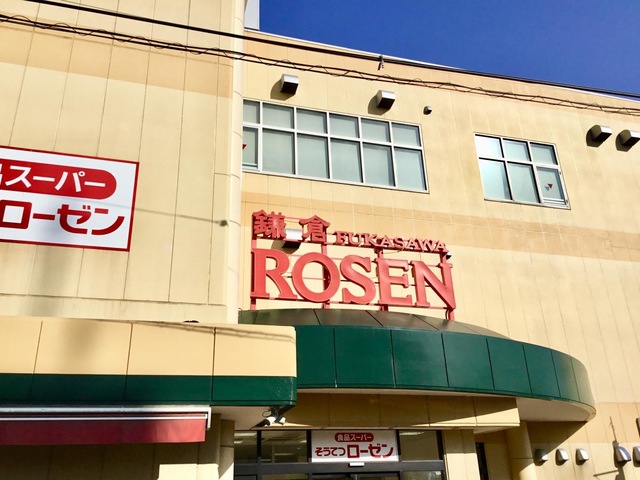 品スーパー
ローゼン
鎌倉 FUKASAWA
ROSEN
食品スーパー
そうてつローゼン